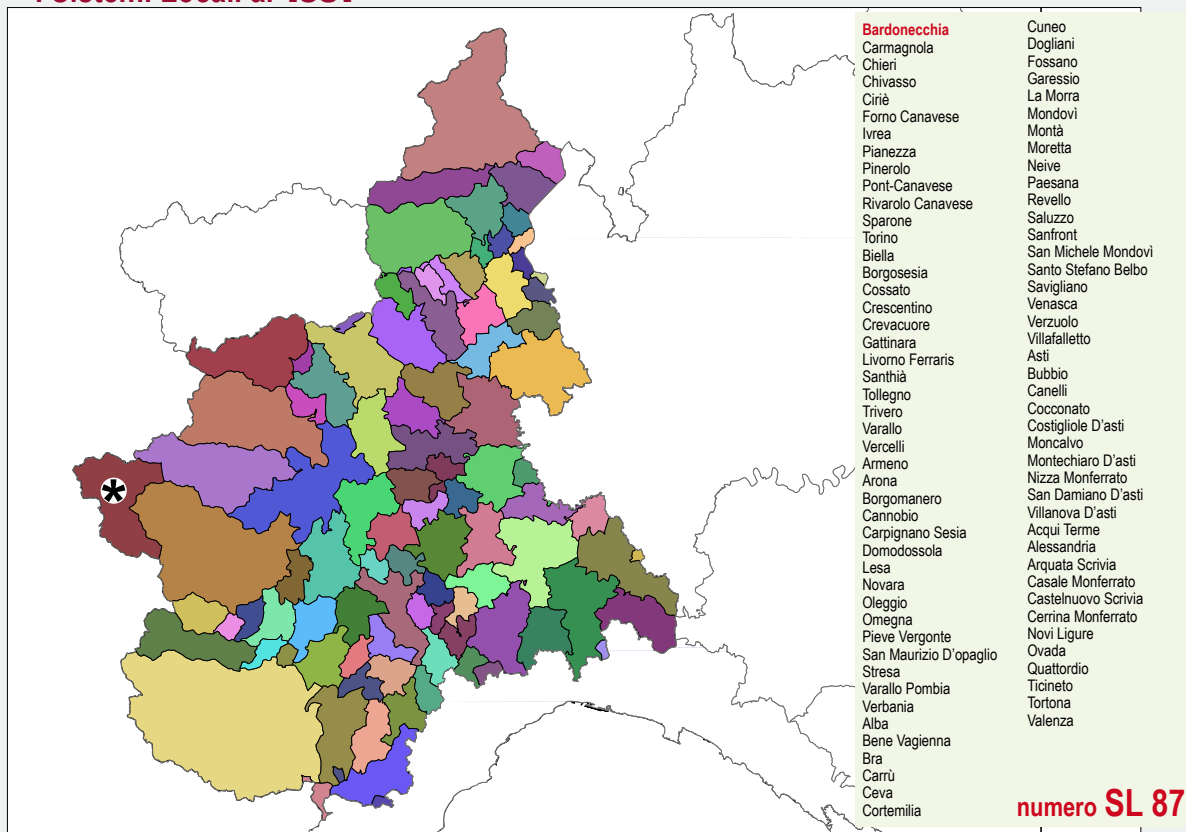 Sistemi Locali al
Bardonecchia
Carmagnola
Chieri
Chivasso
Ciriè
Forno Canavese
Ivrea
Pianezza
Pinerolo
Pont-Canavese
Rivarolo Canavese
Sparone
Torino
Biella
Borgosesia
Cossato
Crescentino
Crevacuore
Gattinara
Livorno Ferraris
Santhià
Tollegno
Trivero
Varallo
Vercelli
Armeno
Arona
Borgomanero
Cannobio
Carpignano Sesia
Domodossola
Lesa
Novara
Oleggio
Omegna
Pieve Vergonte
San Maurizio D'opaglio
Stresa
Varallo Pombia
Verbania
Alba
Bene Vagienna
Bra
Carrù
Ceva
Cortemilia
Cuneo
Dogliani
Fossano
Garessio
La Morra
Mondovì
Montà
Moretta
Neive
Paesana
Revello
Saluzzo
Sanfront
San Michele Mondovì
Santo Stefano Belbo
Savigliano
Venasca
Verzuolo
Villafalletto
Asti
Bubbio
Canelli
Cocconato
Costigliole D'asti
Moncalvo
Montechiaro D'asti
Nizza Monferrato
San Damiano D'asti
Villanova D'asti
Acqui Terme
Alessandria
Arquata Scrivia
Casale Monferrato
Castelnuovo Scrivia
Cerrina Monferrato
Novi Ligure
Ovada
Quattordio
Ticineto
Tortona
Valenza
numero SL 87